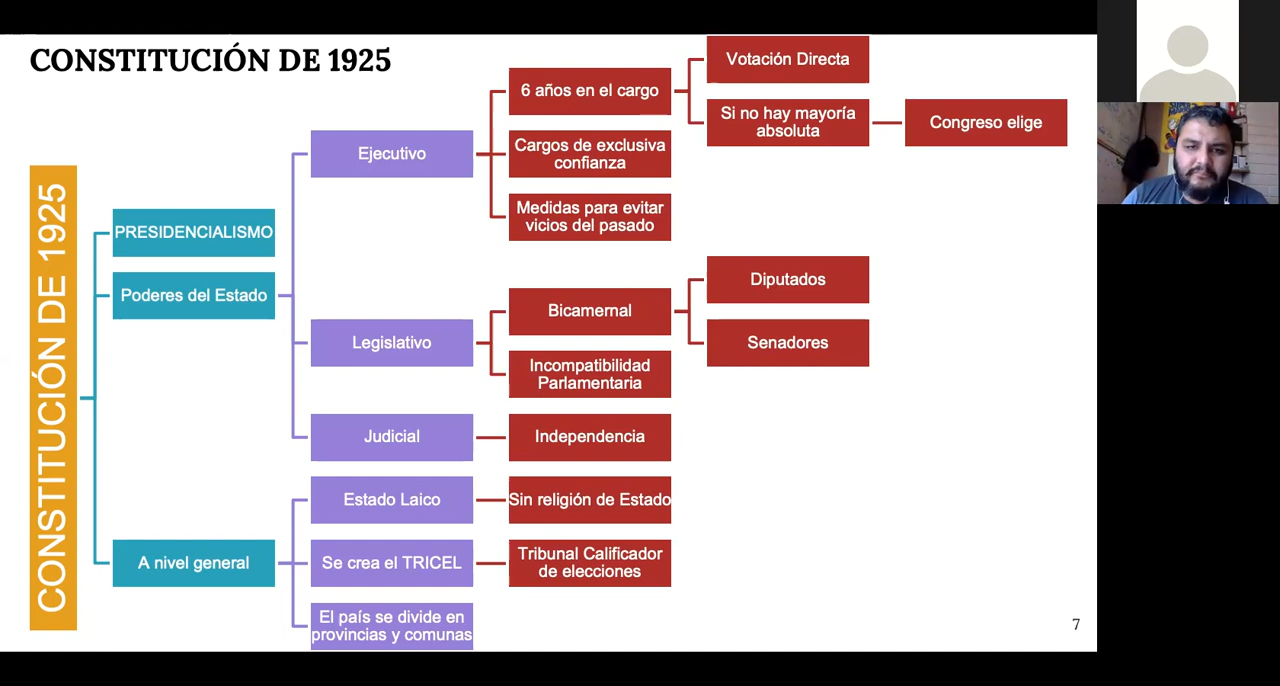 CONSTITUCIÓN DE 1925
CONSTITUCIÓN DE 1925
PRESIDENCIALISMO
Poderes del Estado
Ejecutivo
6 años en el cargo
Votación Directa
Si no hay mayoría
absoluta
Congreso elige
Cargos de exclusiva
confianza
Medidas para evitar
vicios del pasado
Legislativo
Bicamernal
Diputados
Senadores
Incompatibilidad
Parlamentaria
Judicial
Independencia
A nivel general
Estado Laico
Sin religión de Estado
Se crea el TRICEL
Tribunal Calificador
de elecciones
El país se divide en
provincias y comunas
7